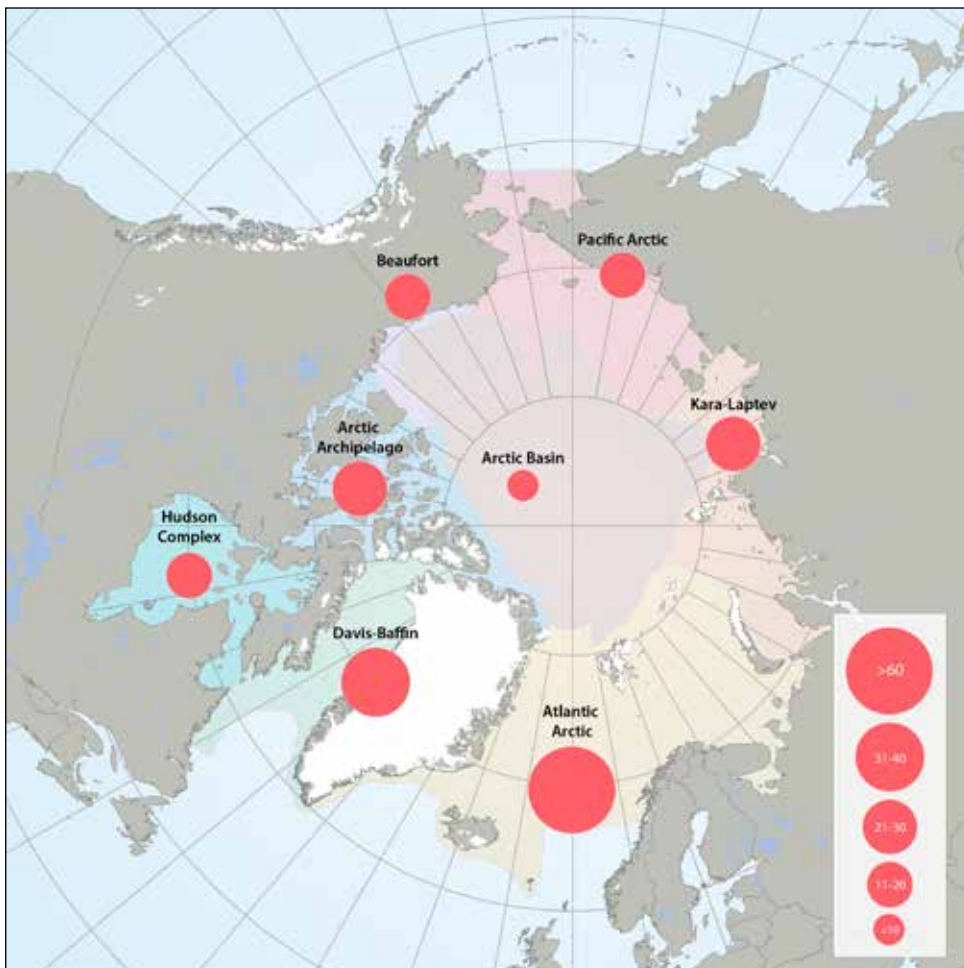 Pacific Arctic
Beaufort
Kara-Laptev
Arctic
Archipelago
Arctic Basin
Hudson
Complex
Davis-Baffin
Atlantic
Arctic
>60
31-40
21-30
11-20